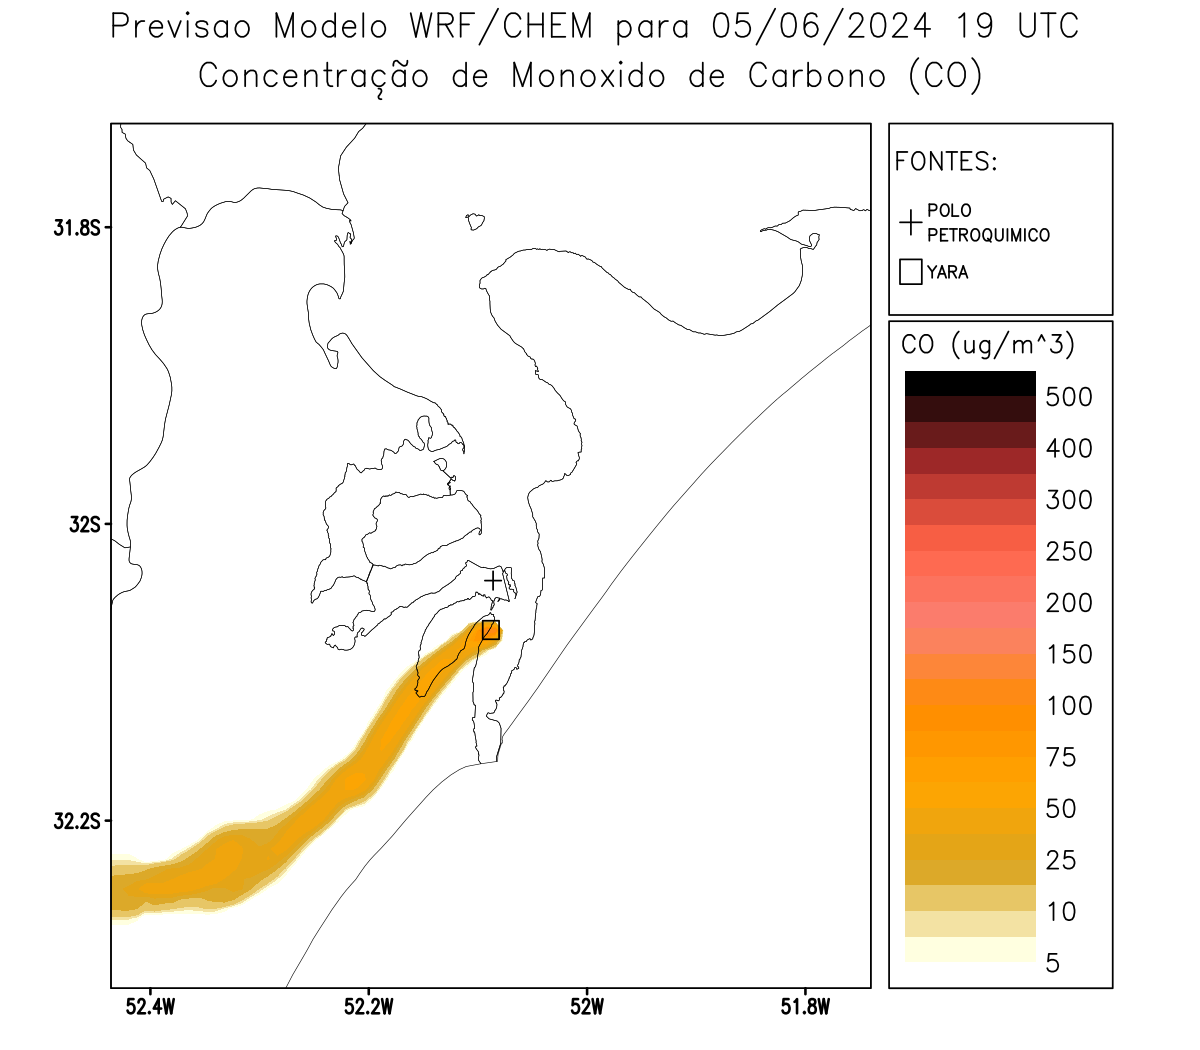 Previsao Modelo WRF/CHEM para 05/06/2024 19 UTC
Concentração de Monoxido de Carbono (CO)
FONTES:
POLO
PETROQUIMICO
YARA
CO (ug/m^3)
500
400
300
250
200
150
100
75
50
25
10
5
31.8S
32S
32.2S
52.4W
52.2W
52W
51.8W